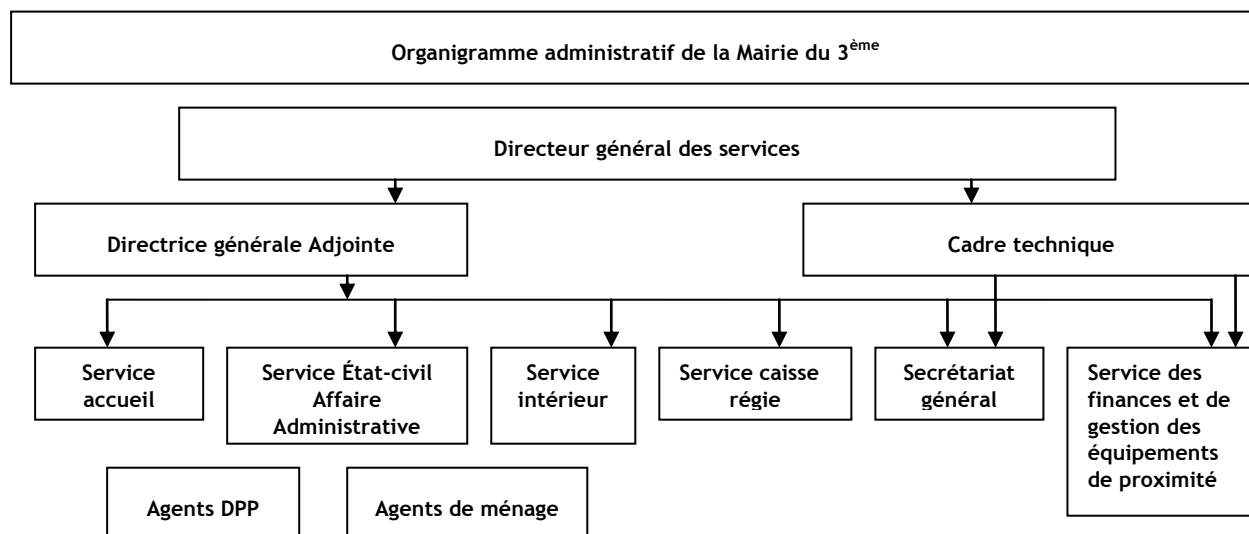 Organigramme administratif de la Mairie du 3ème
Directeur général des services
Directrice générale Adjointe
Cadre technique
Service
accueil
Service État-civil
Affaire
Administrative
Service
intérieur
Service caisse
régie
Secrétariat
général
Service des
finances et de
gestion des
équipements
de proximité
Agents DPP
Agents de ménage